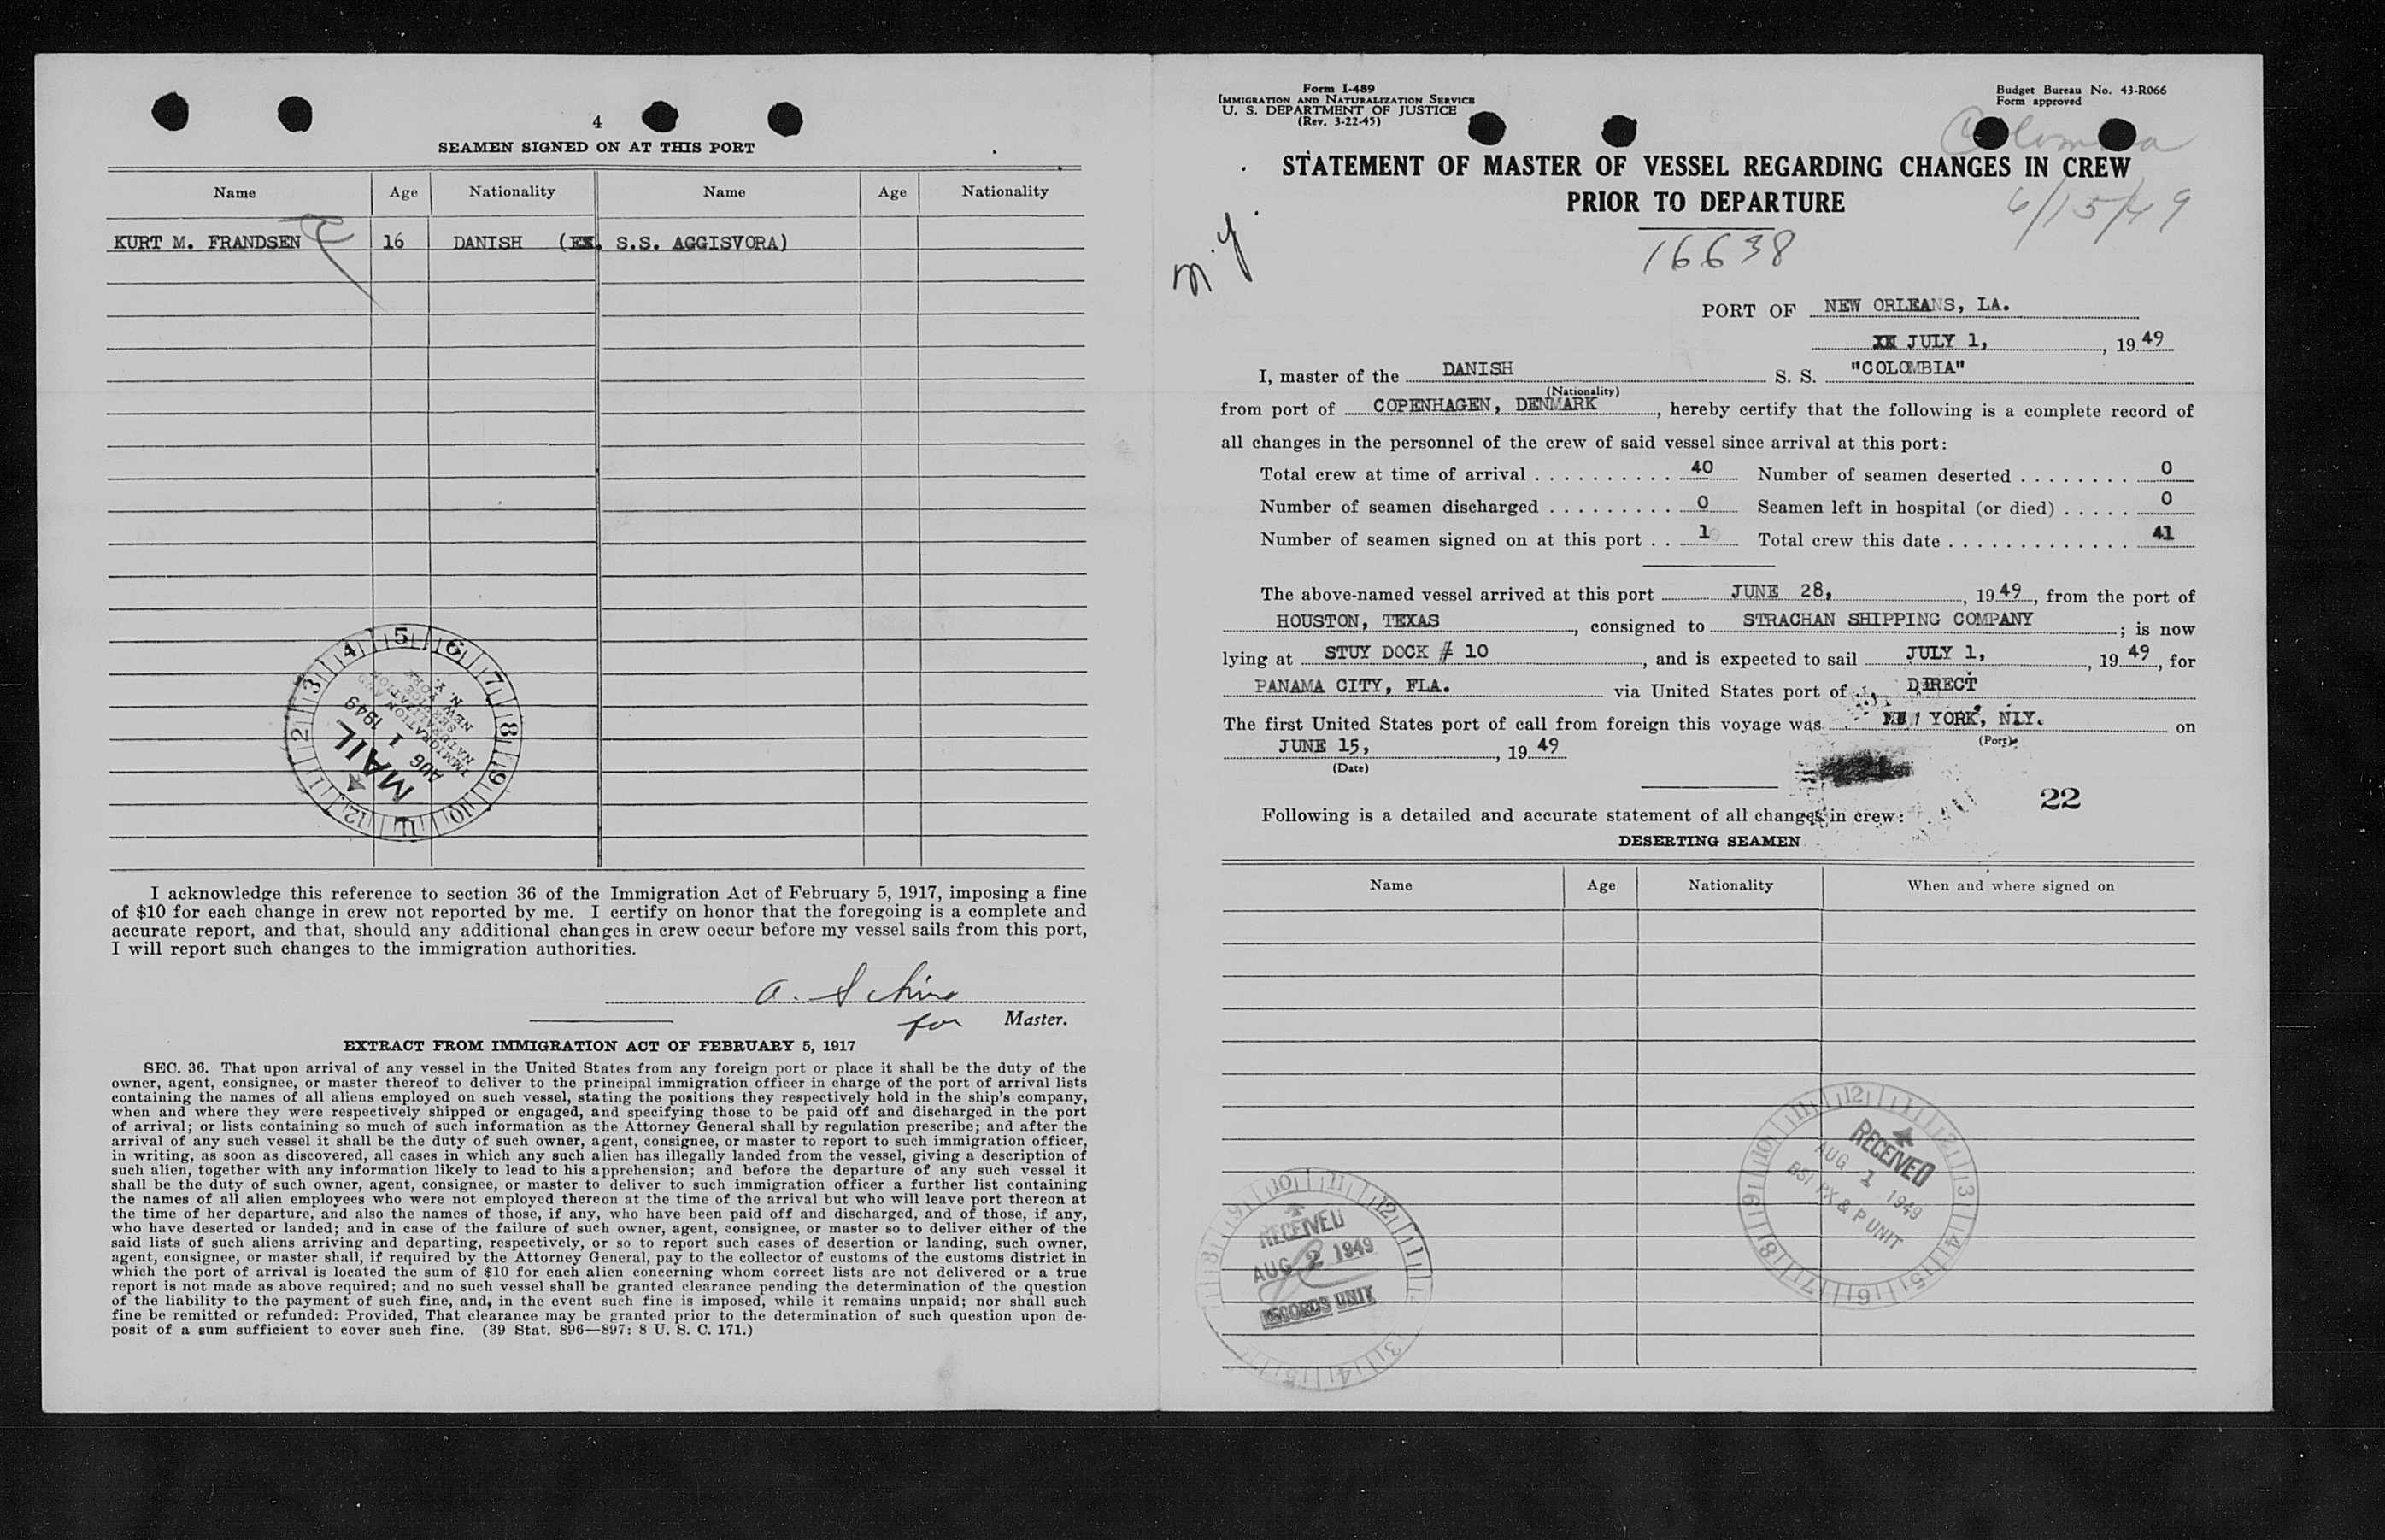 4
SEAMEN SIGNED ON AT THIS PORT
Name Age Nationality Name Age Nationality
KURT M. FRANDSEN 16 DANISH (EX. S.S. AGGISVORA)
1 2 3 4 5 6 7 8 9 10 11 12
MAIL
AUG 1 1949
IMMIGRATION AND
NATURALIZATION
SERVICE
NEW YORK
N. Y.
I acknowledge this reference to section 36 of the Immigration Act of February 5, 1917, imposing a fine
of $10 for each change in crew not reported by me. I certify on honor that the foregoing is a complete and
accurate report, and that, should any additional changes in crew occur before my vessel sails from this port,
I will report such changes to the immigration authorities.
A.
for Master.
EXTRACT FROM IMMIGRATION ACT OF FEBRUARY 5, 1917
SEC. 36. That upon arrival of any vessel in the United States from any foreign port or place it shall be the duty of the
owner, agent, consignee, or master thereof to deliver to the principal immigration officer in charge of the port of arrival lists
containing the names of all aliens employed on such vessel, stating the positions they respectively hold in the ship's company,
when and where they were respectively shipped or engaged, and specifying those to be paid off and discharged in the port
of arrival; or lists containing so much of such information as the Attorney General shall by regulation prescribe; and after the
arrival of any such vessel it shall be the duty of such owner, agent, consignee, or master to report to such immigration officer,
in writing, as soon as discovered, all cases in which any such alien has illegally landed from the vessel, giving a description of
such alien, together with any information likely to lead to his apprehension; and before the departure of any such vessel it
shall be the duty of such owner, agent, consignee, or master to deliver to such immigration officer a further list containing
the names of all alien employees who were not employed thereon at the time of the arrival but who will leave port thereon at
the time of her departure, and also the names of those, if any, who have been paid off and discharged, and of those, if any,
who have deserted or landed; and in case of the failure of such owner, agent, consignee, or master so to deliver either of the
said lists of such aliens arriving and departing, respectively, or so to report such cases of desertion or landing, such owner,
agent, consignee, or master shall, if required by the Attorney General, pay to the collector of customs of the customs district in
which the port of arrival is located the sum of $10 for each alien concerning whom correct lists are not delivered or a true
report is not made as above required; and no such vessel shall be granted clearance pending the determination of the question
of the liability to the payment of such fine, and, in the event such fine is imposed, while it remains unpaid; nor shall such
fine be remitted or refunded: Provided, That clearance may be granted prior to the determination of such question upon de-
posit of a sum sufficient to cover such fine. (39 Stat. 896—897; 8 U. S. C. 171.)
Form I-489
IMMIGRATION AND NATURALIZATION SERVICE
U. S. DEPARTMENT OF JUSTICE
(Rev. 3-22-45)
Budget Bureau No. 43-R066
Form approved
Colombia
STATEMENT OF MASTER OF VESSEL REGARDING CHANGES IN CREW
PRIOR TO DEPARTURE
6/15/49
16638
n.y.
PORT OF NEW ORLEANS, LA.
JULY 1, , 19 49
I, master of the DANISH S. S. "COLOMBIA"
(Nationality)
from port of COPENHAGEN, DENMARK, hereby certify that the following is a complete record of
all changes in the personnel of the crew of said vessel since arrival at this port:
Total crew at time of arrival 40 Number of seamen deserted 0
Number of seamen discharged 0 Seamen left in hospital (or died) 0
Number of seamen signed on at this port 1 Total crew this date 41
The above-named vessel arrived at this port JUNE 28, , 19 49, from the port of
HOUSTON, TEXAS, consigned to STRACHAN SHIPPING COMPANY; is now
lying at STUY DOCK # 10, and is expected to sail JULY 1, , 19 49, for
PANAMA CITY, FLA. via United States port of DIRECT
The first United States port of call from foreign this voyage was NEW YORK, N.Y. on
(Port)
JUNE 15, , 19 49
(Date)
22
Following is a detailed and accurate statement of all changes in crew:
DESERTING SEAMEN
Name Age Nationality When and where signed on
RECEIVED
AUG 1 1949
BSI PX & P UNIT
RECEIVED
AUG 2 1949
RECORDS UNIT